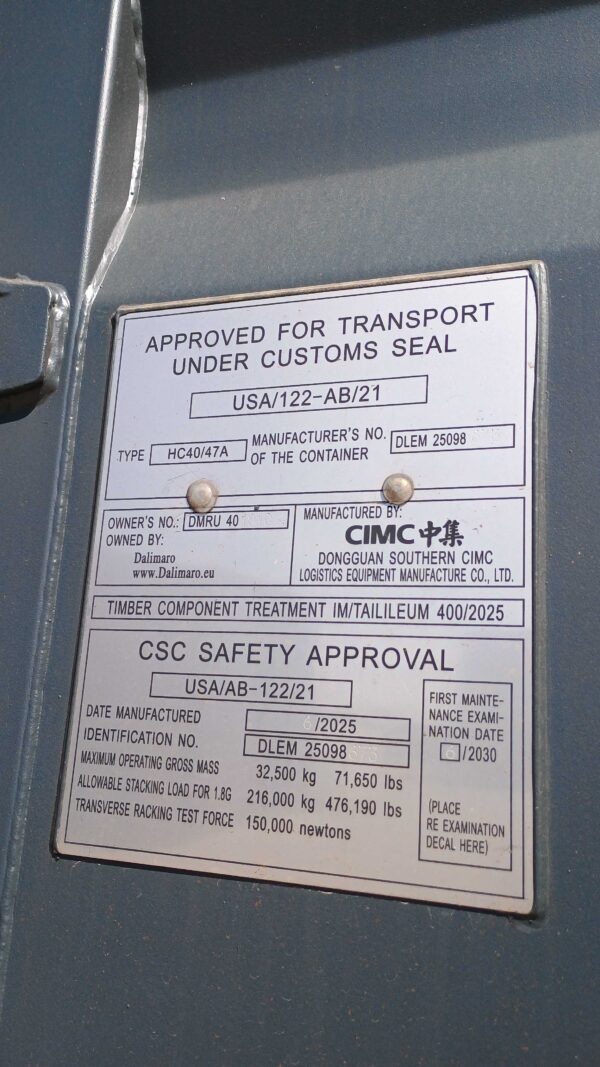 APPROVED FOR TRANSPORT
UNDER CUSTOMS SEAL
USA/122-AB/21
TYPE HC40/47A MANUFACTURER'S NO. OF THE CONTAINER DLEM 25098
OWNER'S NO.: DMRU 40
OWNED BY:
Dalimaro
www.Dalimaro.eu
MANUFACTURED BY:
CIMC 中集
DONGGUAN SOUTHERN CIMC
LOGISTICS EQUIPMENT MANUFACTURE CO., LTD.
TIMBER COMPONENT TREATMENT IM/TAILILEUM 400/2025
CSC SAFETY APPROVAL
USA/AB-122/21
DATE MANUFACTURED 6/2025
IDENTIFICATION NO. DLEM 25098
MAXIMUM OPERATING GROSS MASS 32,500 kg 71,650 lbs
ALLOWABLE STACKING LOAD FOR 1.8G 216,000 kg 476,190 lbs
TRANSVERSE RACKING TEST FORCE 150,000 newtons
FIRST MAINTE-
NANCE EXAMI-
NATION DATE
6/2030
(PLACE
RE EXAMINATION
DECAL HERE)